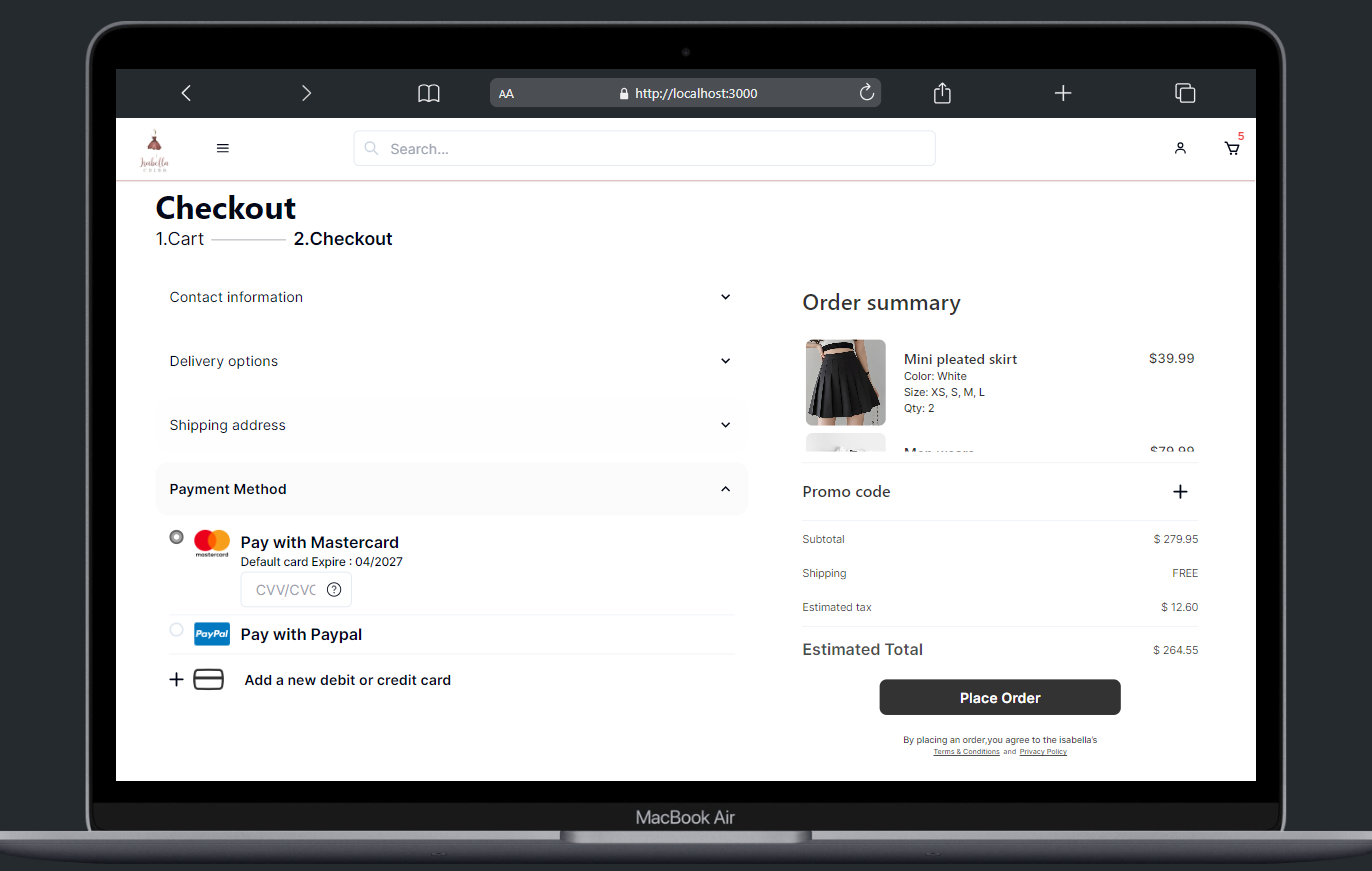 AA
http://localhost:3000
Isabella
Search...
5
Checkout
1.Cart
2.Checkout
Contact information
Delivery options
Shipping address
Payment Method
mastercard
Pay with Mastercard
Default card Expire : 04/2027
CVV/CVC
PayPal
Pay with Paypal
Add a new debit or credit card
Order summary
Mini pleated skirt
$39.99
Color: White
Size: XS, S, M, L
Qty: 2
$79.99
Promo code
Subtotal
$ 279.95
Shipping
FREE
Estimated tax
$ 12.60
Estimated Total
$ 264.55
Place Order
By placing an order,you agree to the isabella's
Terms & Conditions and Privacy Policy
MacBook Air